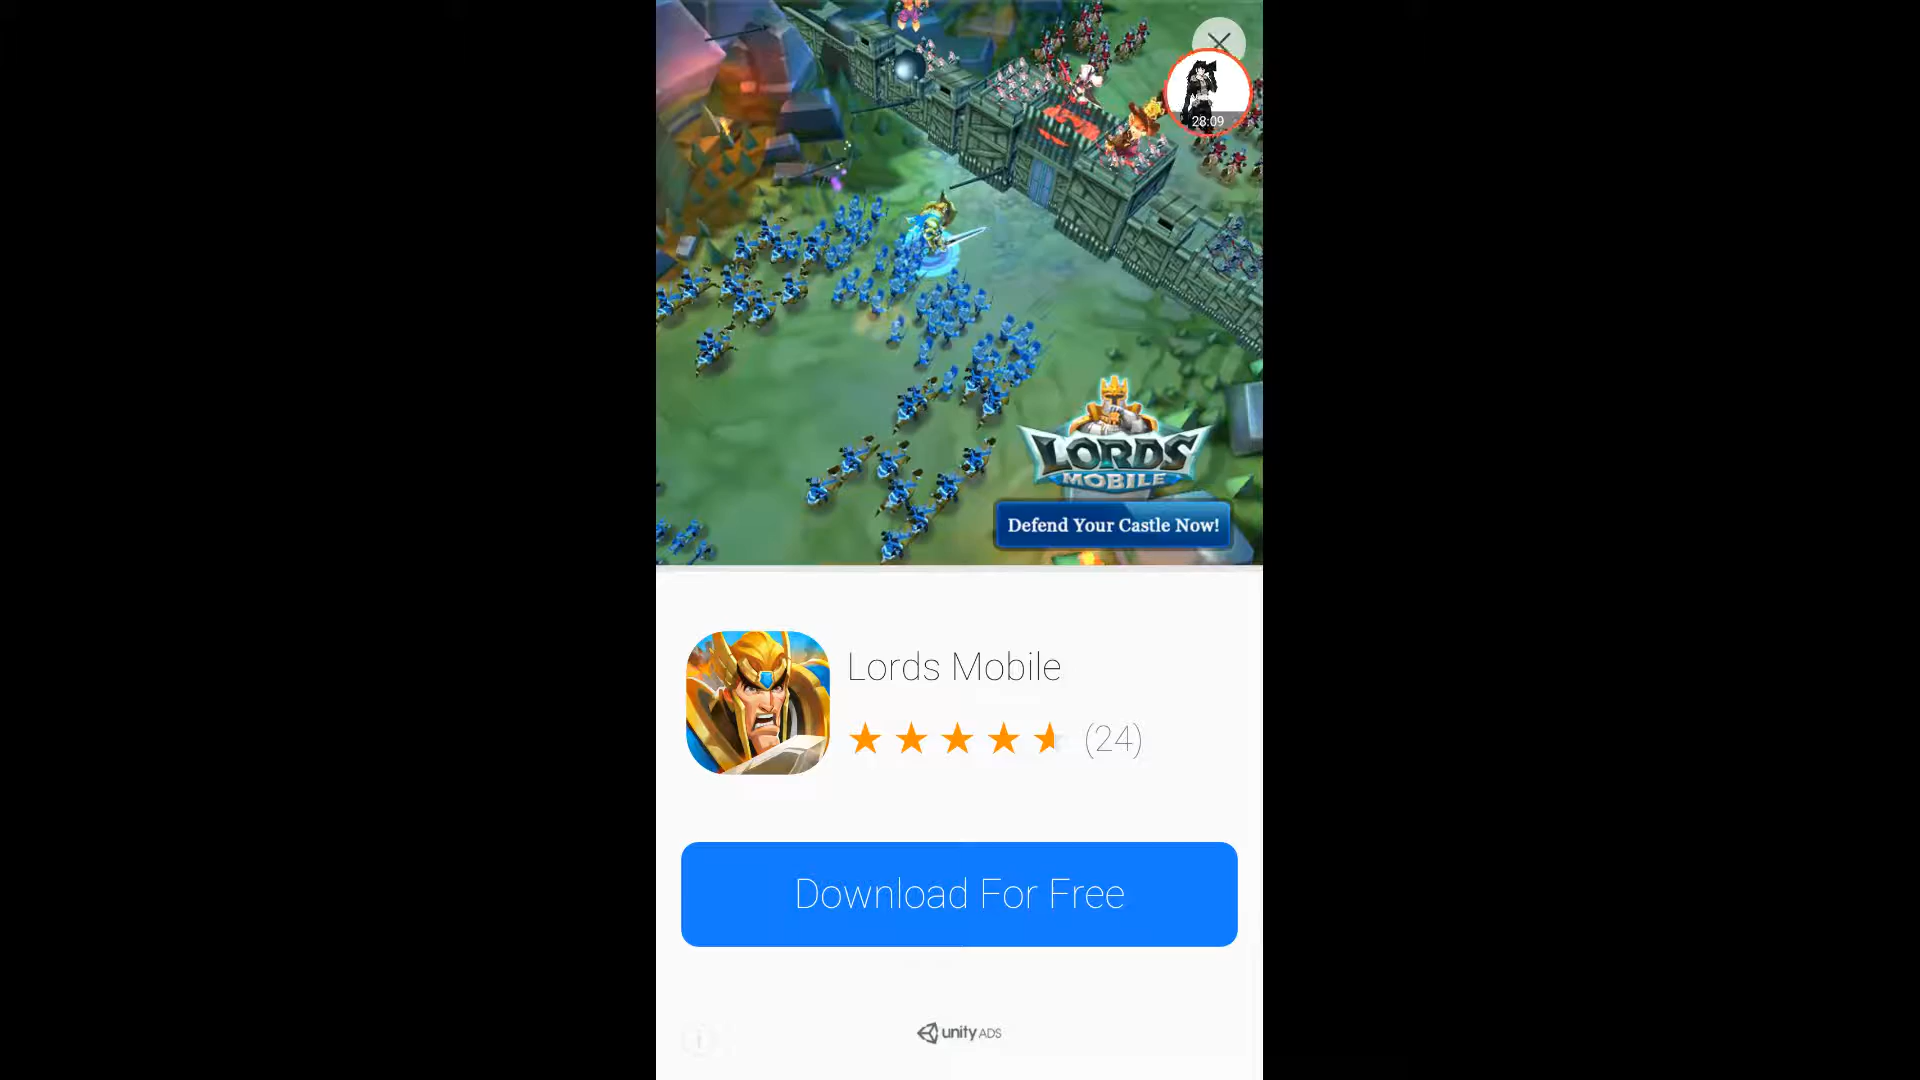 28:09
LORDS
MOBILE
Defend Your Castle Now!
Lords Mobile
(24)
Download For Free
unity ADS